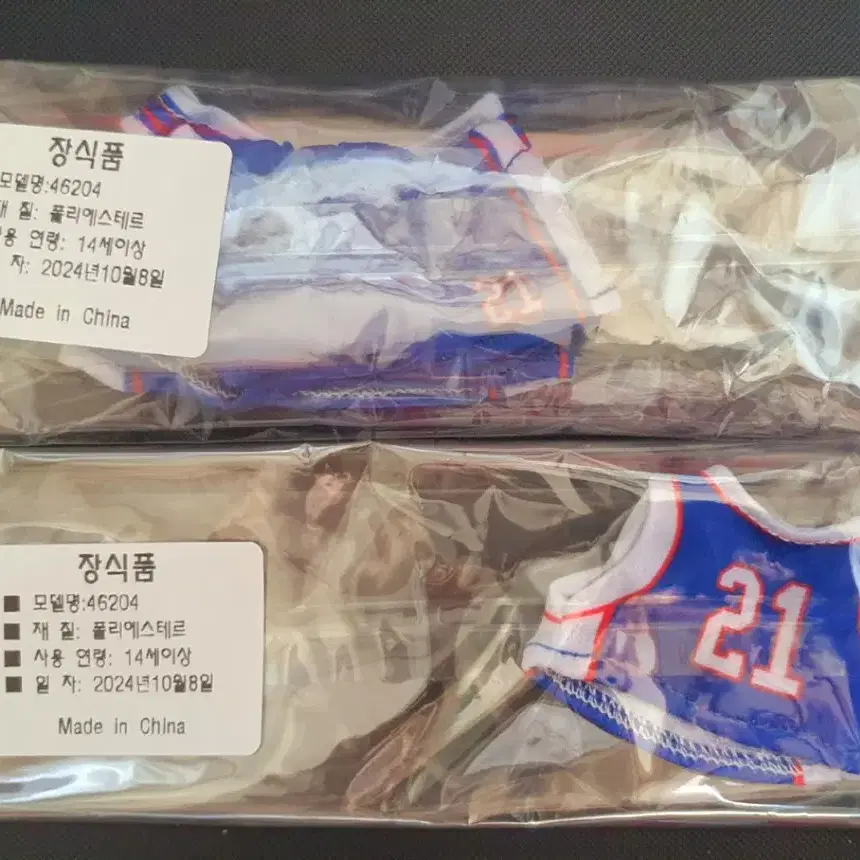 장식품
모델명:46204
재 질: 폴리에스테르
사용 연령: 14세이상
자: 2024년10월8일
Made in China
21
장식품
■ 모델명:46204
■ 재 질: 폴리에스테르
■ 사용 연령: 14세이상
■ 일 자: 2024년10월8일
Made in China
21